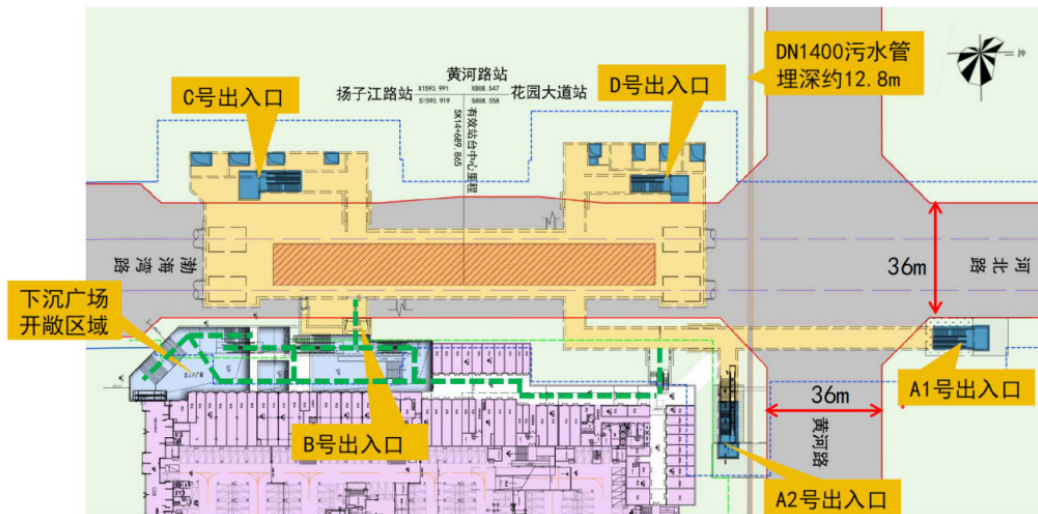 DN1400污水管
埋深约12.8m
北
C号出入口
D号出入口
黄河路站
扬子江路站
X1593.991 X808.547
S1593.919 S808.558
花园大道站
有效站台中心里程
SK14+689.865
渤海湾路
河北路
36m
下沉广场
开敞区域
B号出入口
A1号出入口
36m
黄河路
A2号出入口